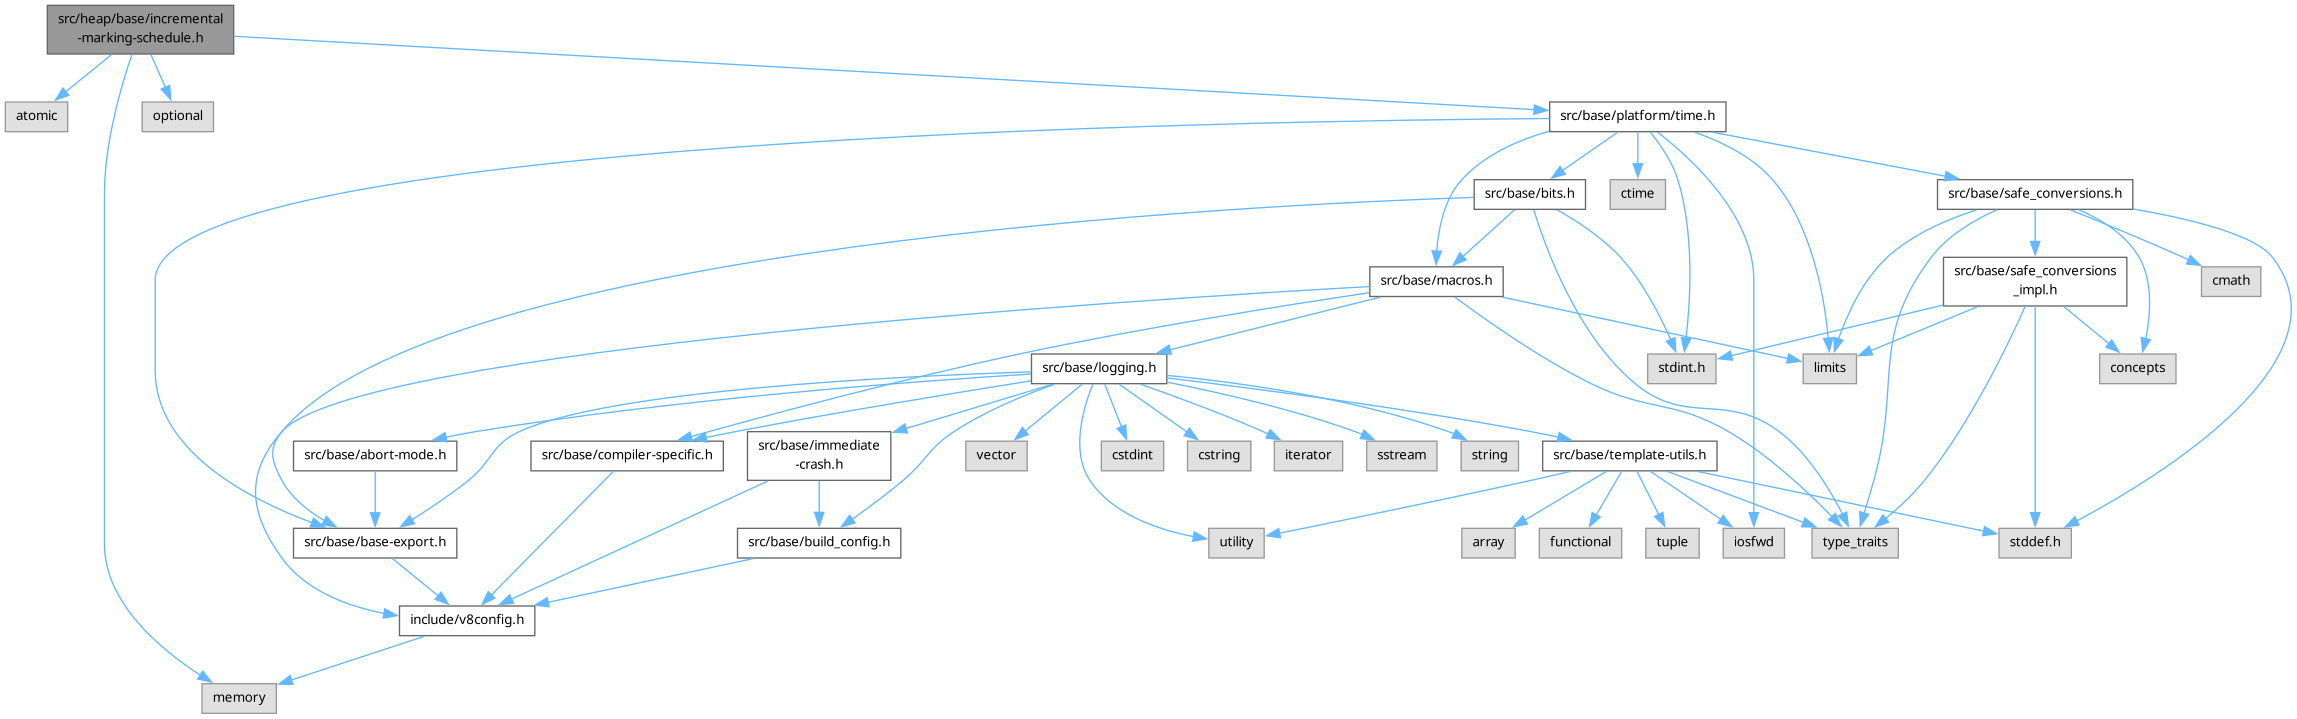 src/heap/base/incremental
-marking-schedule.h
atomic
optional
src/base/platform/time.h
src/base/bits.h
ctime
src/base/safe_conversions.h
src/base/macros.h
src/base/safe_conversions
_impl.h
cmath
src/base/logging.h
stdint.h
limits
concepts
src/base/abort-mode.h
src/base/compiler-specific.h
src/base/immediate
-crash.h
vector
cstdint
cstring
iterator
sstream
string
src/base/template-utils.h
src/base/base-export.h
src/base/build_config.h
utility
array
functional
tuple
iosfwd
type_traits
stddef.h
include/v8config.h
memory